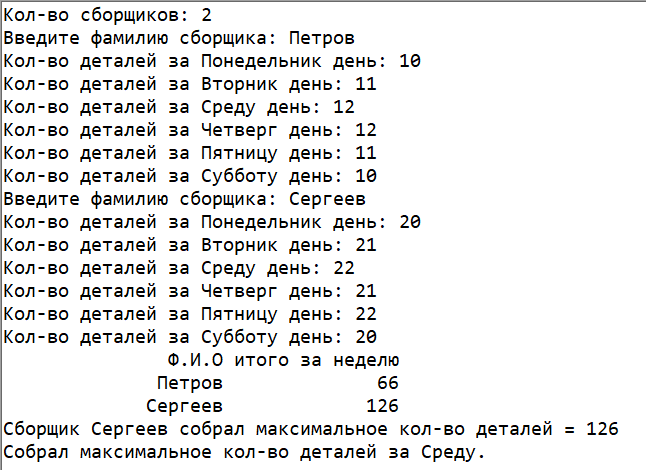 Кол-во сборщиков: 2
Введите фамилию сборщика: Петров
Кол-во деталей за Понедельник день: 10
Кол-во деталей за Вторник день: 11
Кол-во деталей за Среду день: 12
Кол-во деталей за Четверг день: 12
Кол-во деталей за Пятницу день: 11
Кол-во деталей за Субботу день: 10
Введите фамилию сборщика: Сергеев
Кол-во деталей за Понедельник день: 20
Кол-во деталей за Вторник день: 21
Кол-во деталей за Среду день: 22
Кол-во деталей за Четверг день: 21
Кол-во деталей за Пятницу день: 22
Кол-во деталей за Субботу день: 20
Ф.И.О итого за неделю
Петров 66
Сергеев 126
Сборщик Сергеев собрал максимальное кол-во деталей = 126
Собрал максимальное кол-во деталей за Среду.